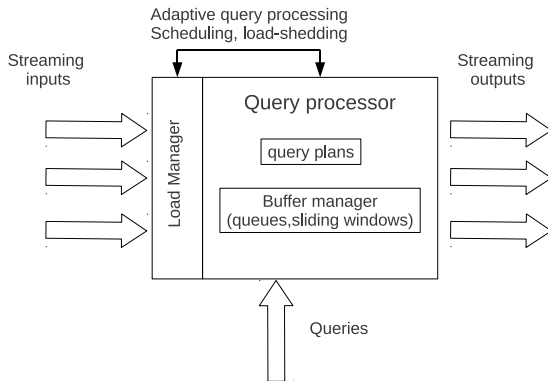 Adaptive query processing
Scheduling, load-shedding
Streaming
inputs
Streaming
outputs
Load Manager
Query processor
query plans
Buffer manager
(queues,sliding windows)
Queries